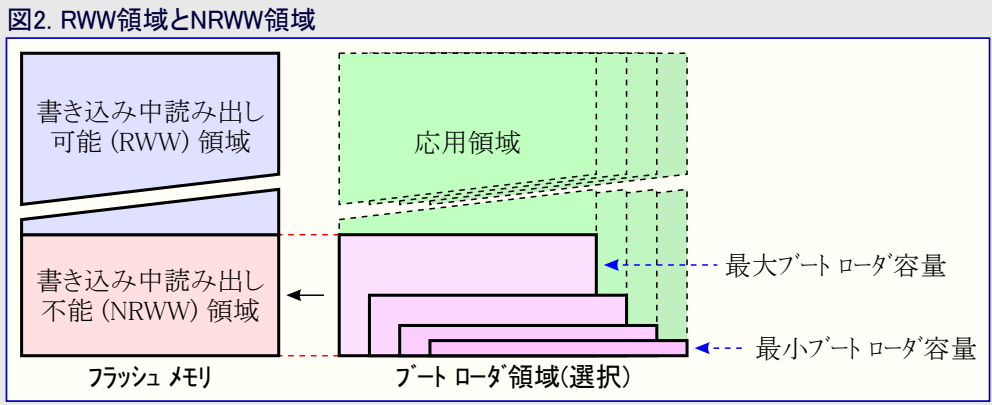 図2. RWW領域とNRWW領域
書き込み中読み出し
可能 (RWW) 領域
応用領域
書き込み中読み出し
不能 (NRWW) 領域
最大ブート ローダ容量
最小ブート ローダ容量
フラッシュ メモリ
ブート ローダ領域(選択)